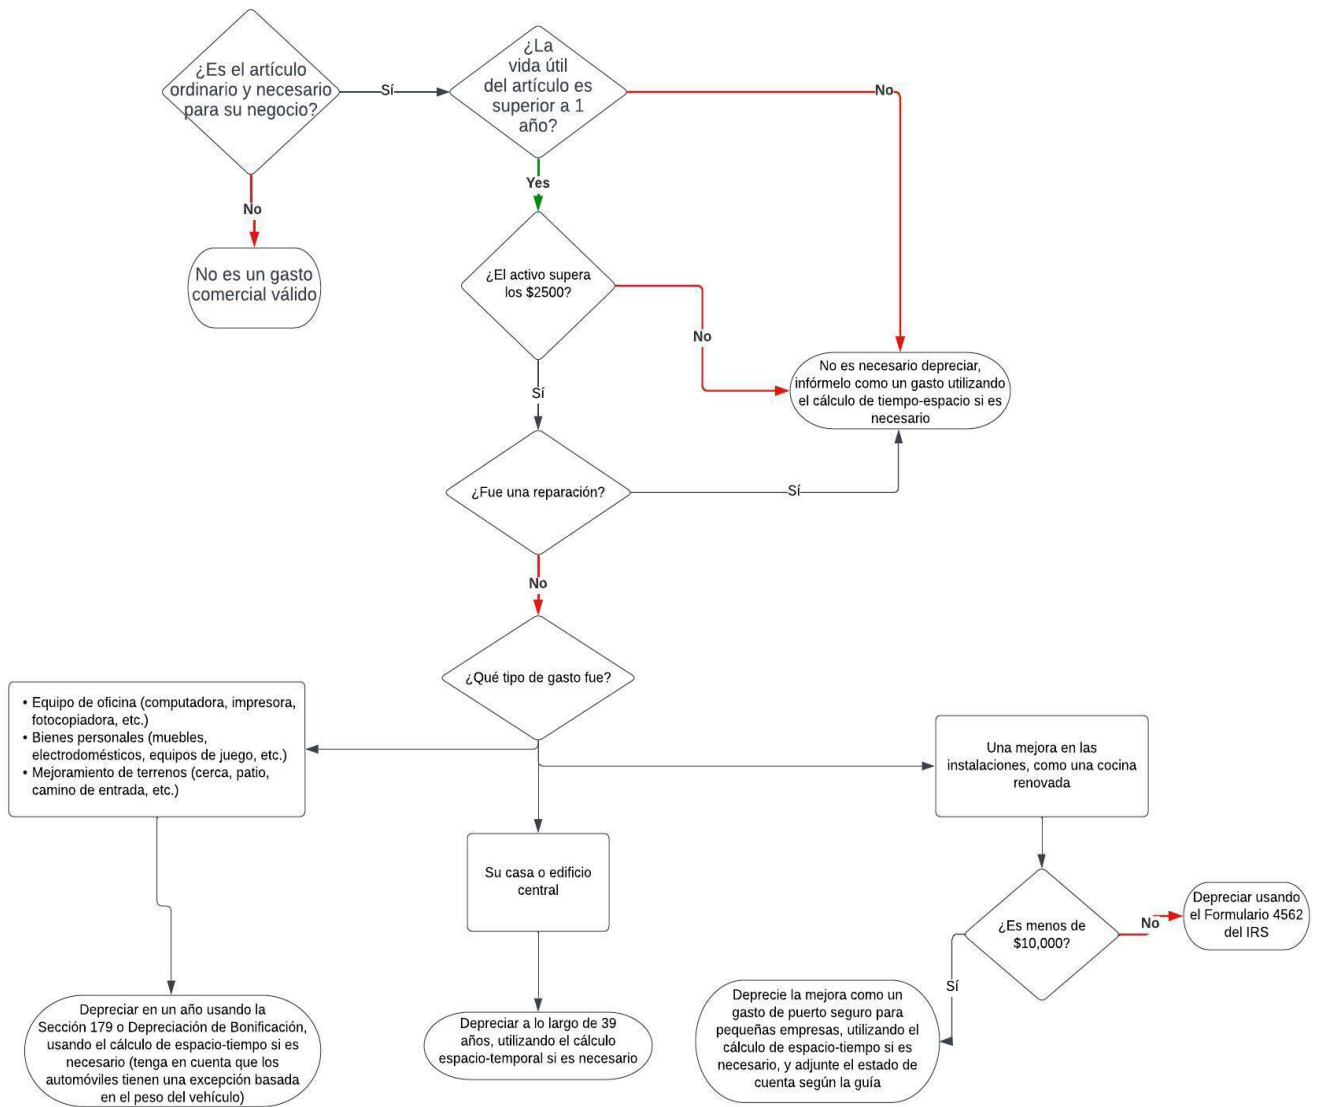 ¿Es el artículo
ordinario y necesario
para su negocio?
Sí
¿La
vida útil
del artículo es
superior a 1
año?
No
Yes
No
No es un gasto
comercial válido
¿El activo supera
los $2500?
No
Sí
No es necesario depreciar,
infórmelo como un gasto utilizando
el cálculo de tiempo-espacio si es
necesario
¿Fue una reparación?
Sí
No
¿Qué tipo de gasto fue?
• Equipo de oficina (computadora, impresora,
fotocopiadora, etc.)
• Bienes personales (muebles,
electrodomésticos, equipos de juego, etc.)
• Mejoramiento de terrenos (cerca, patio,
camino de entrada, etc.)
Una mejora en las
instalaciones, como una cocina
renovada
Su casa o edificio
central
¿Es menos de
$10,000?
No
Depreciar usando
el Formulario 4562
del IRS
Sí
Depreciar en un año usando la
Sección 179 o Depreciación de Bonificación,
usando el cálculo de espacio-tiempo si es
necesario (tenga en cuenta que los
automóviles tienen una excepción basada
en el peso del vehículo)
Depreciar a lo largo de 39
años, utilizando el cálculo
espacio-temporal si es necesario
Deprecie la mejora como un
gasto de puerto seguro para
pequeñas empresas, utilizando el
cálculo de espacio-tiempo si es
necesario, y adjunte el estado de
cuenta según la guía